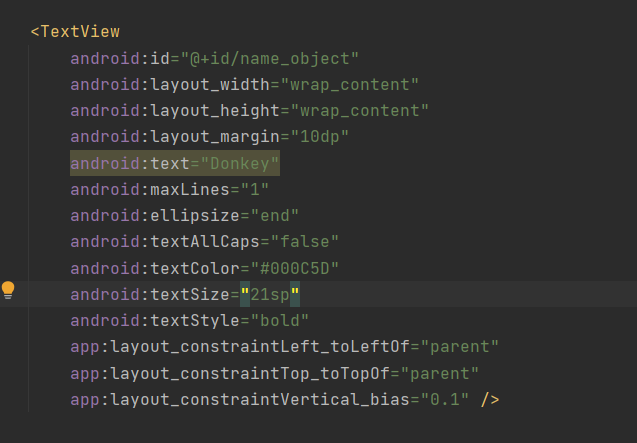 <TextView
android:id="@+id/name_object"
android:layout_width="wrap_content"
android:layout_height="wrap_content"
android:layout_margin="10dp"
android:text="Donkey"
android:maxLines="1"
android:ellipsize="end"
android:textAllCaps="false"
android:textColor="#000C5D"
android:textSize="21sp"
android:textStyle="bold"
app:layout_constraintLeft_toLeftOf="parent"
app:layout_constraintTop_toTopOf="parent"
app:layout_constraintVertical_bias="0.1" />